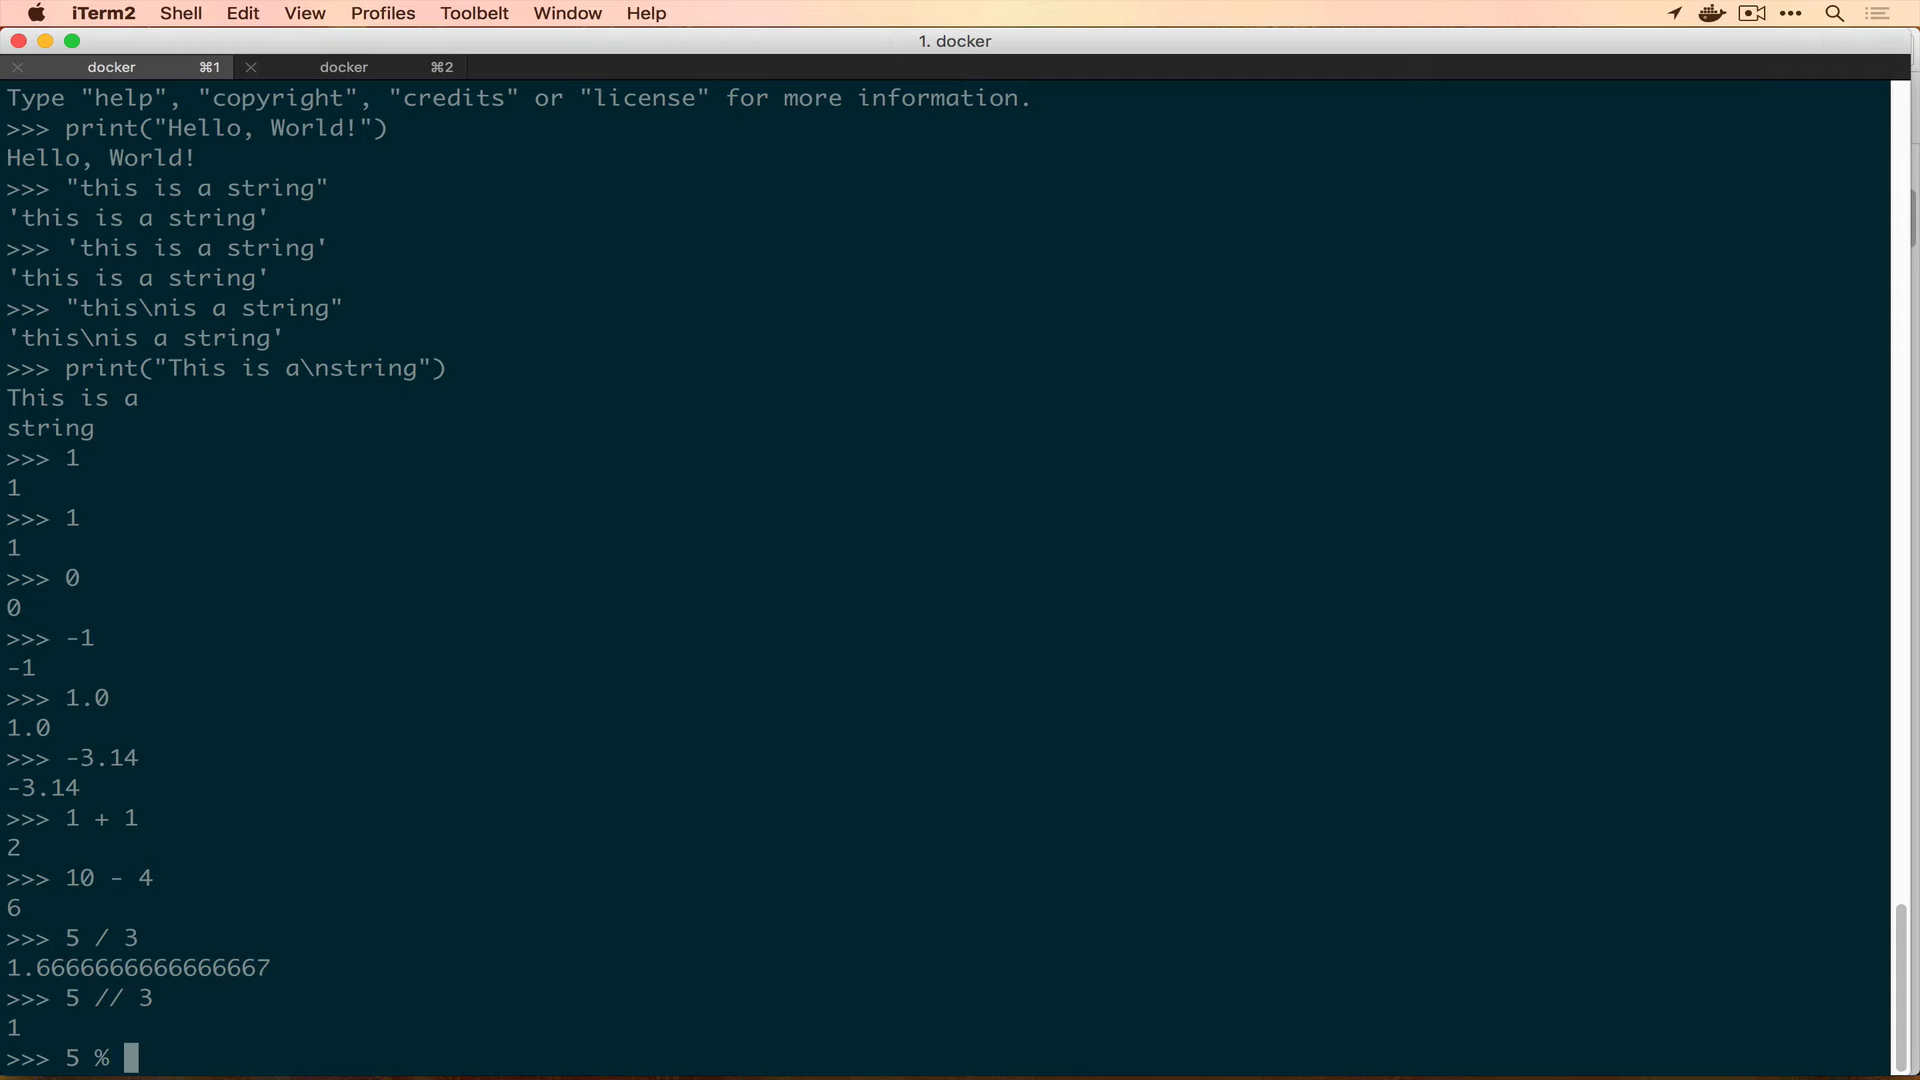 iTerm2 Shell Edit View Profiles Toolbelt Window Help
1. docker
docker ⌘1 docker ⌘2
Type "help", "copyright", "credits" or "license" for more information.
>>> print("Hello, World!")
Hello, World!
>>> "this is a string"
'this is a string'
>>> 'this is a string'
'this is a string'
>>> "this\nis a string"
'this\nis a string'
>>> print("This is a\nstring")
This is a
string
>>> 1
1
>>> 1
1
>>> 0
0
>>> -1
-1
>>> 1.0
1.0
>>> -3.14
-3.14
>>> 1 + 1
2
>>> 10 - 4
6
>>> 5 / 3
1.6666666666666667
>>> 5 // 3
1
>>> 5 %